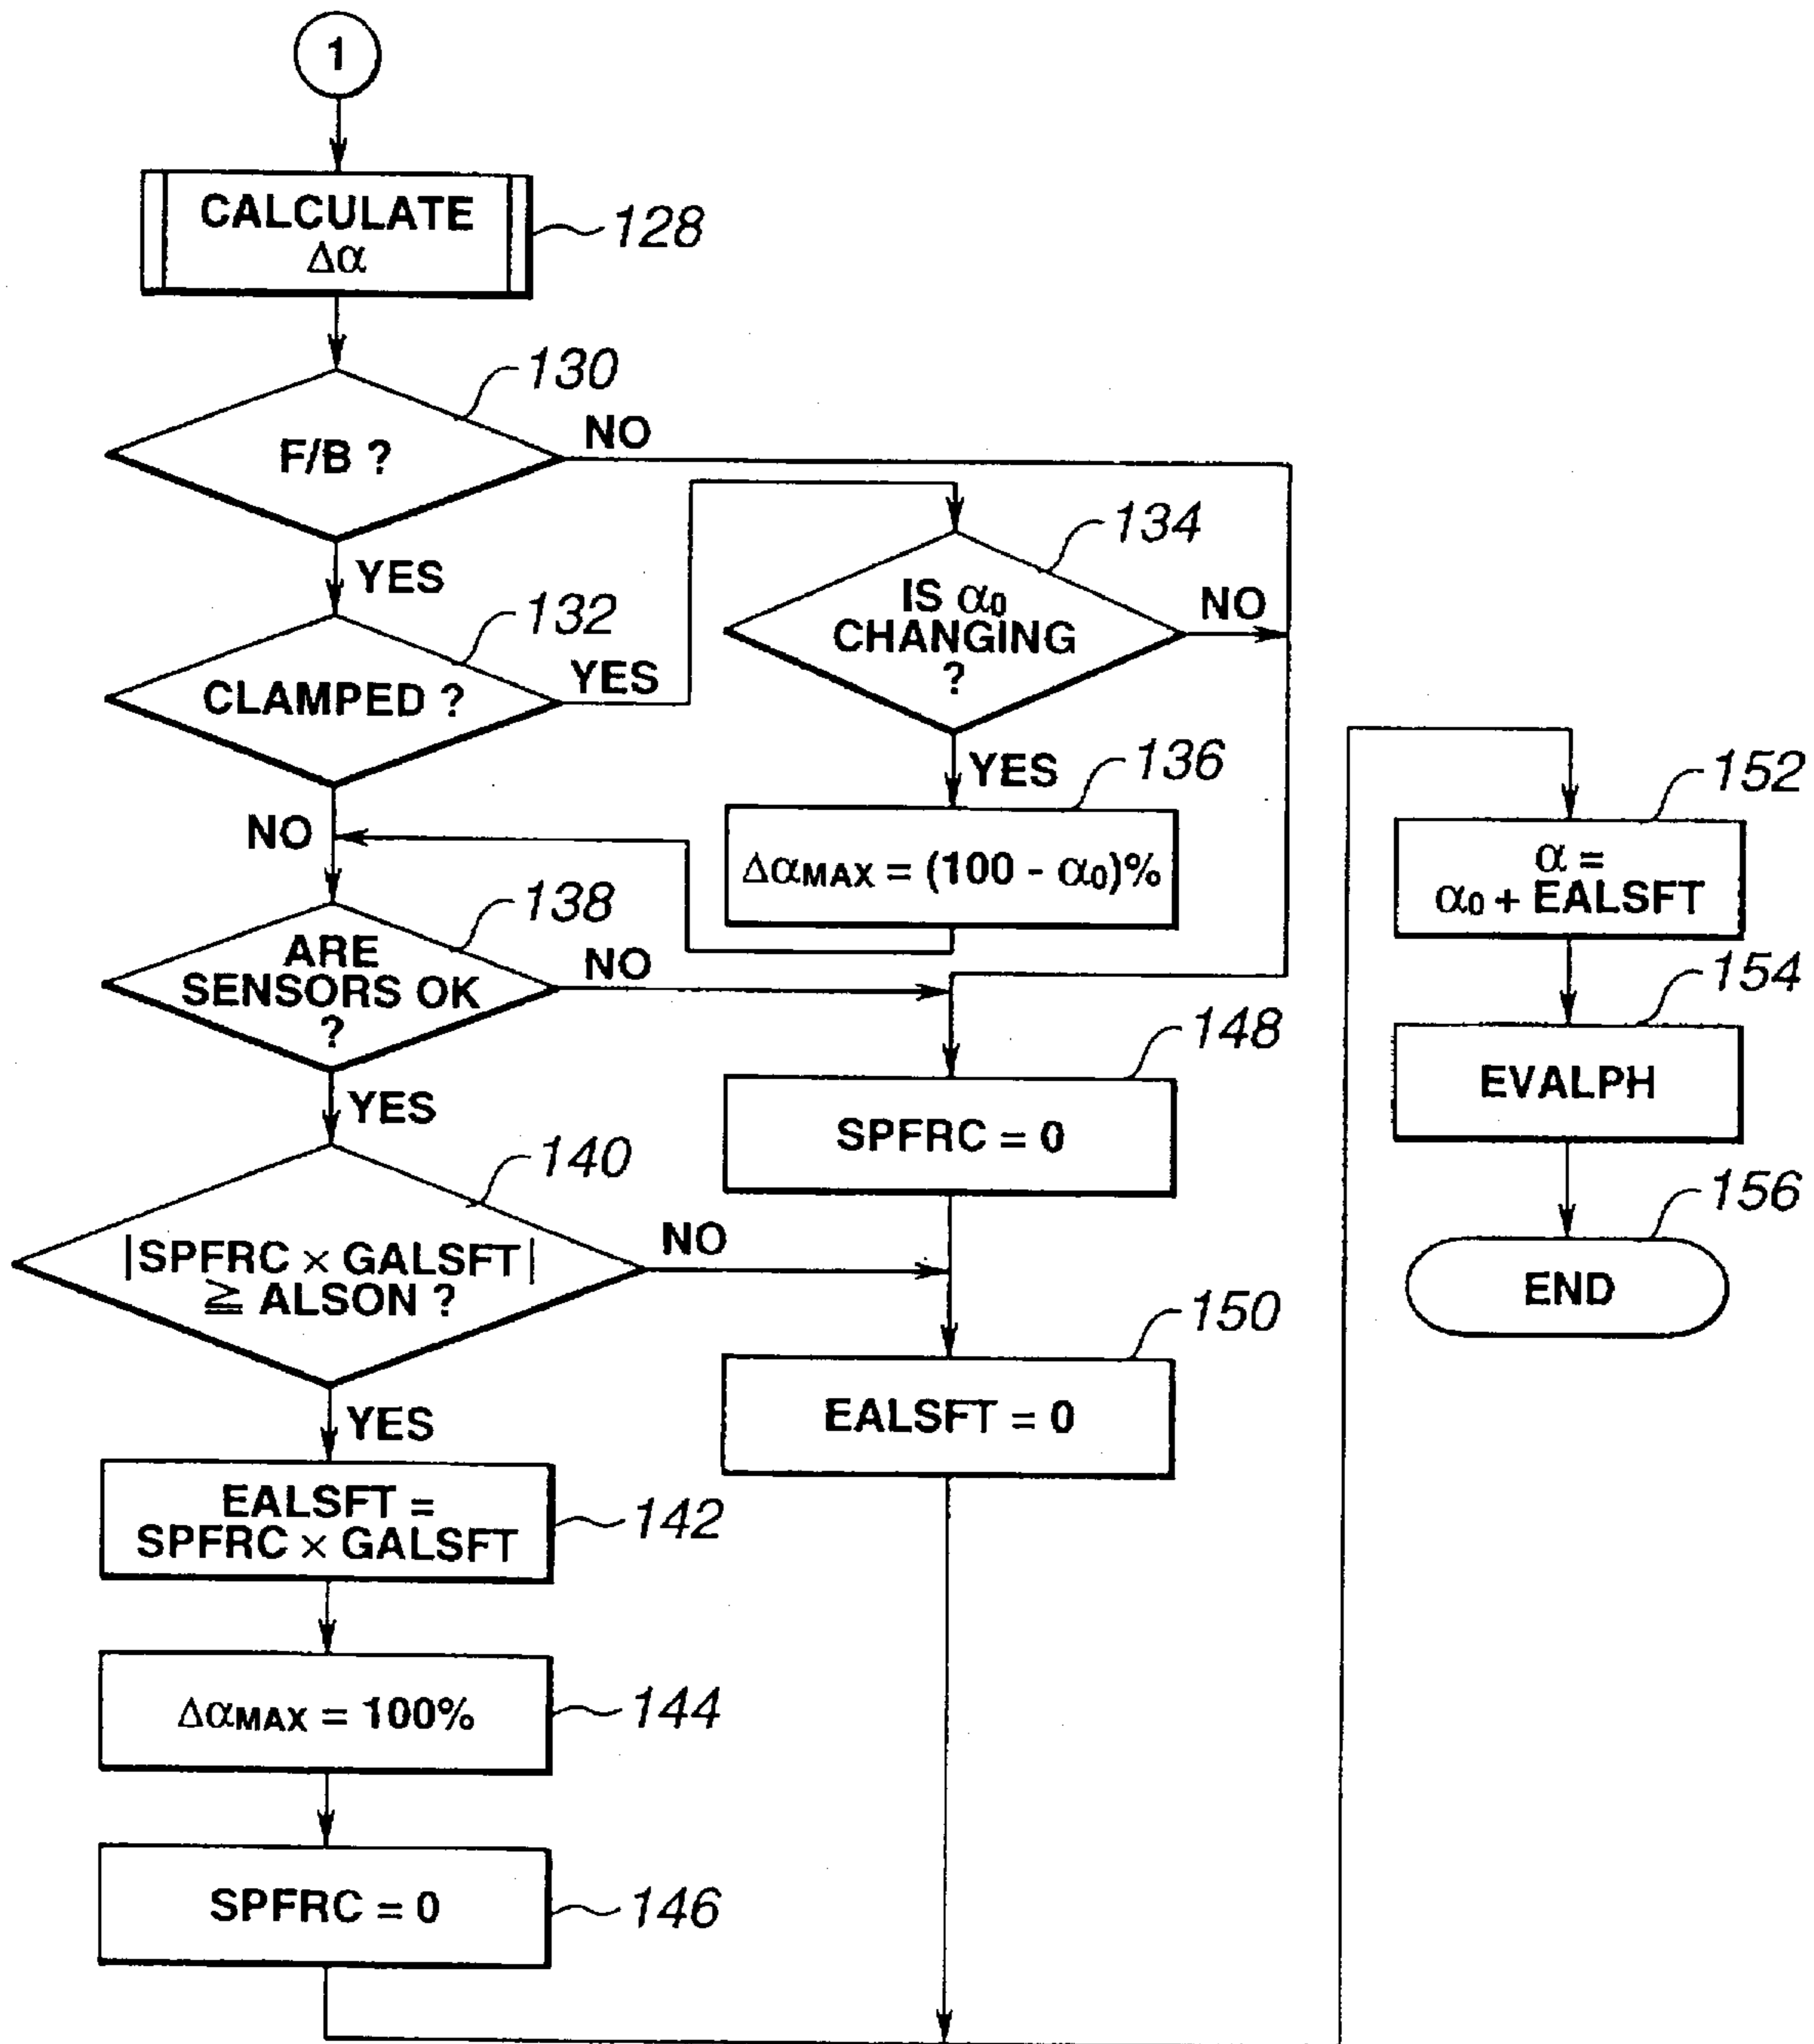 1
CALCULATE
Δα
128
130
F/B ?
NO
YES
132
CLAMPED ?
YES
NO
134
IS α0
CHANGING
?
NO
YES
136
ΔαMAX = (100 - α0)%
138
ARE
SENSORS OK
?
NO
YES
140
|SPFRC × GALSFT|
≧ ALSON ?
NO
YES
EALSFT =
SPFRC × GALSFT
142
ΔαMAX = 100%
144
SPFRC = 0
146
148
SPFRC = 0
150
EALSFT = 0
152
α =
α0 + EALSFT
154
EVALPH
156
END